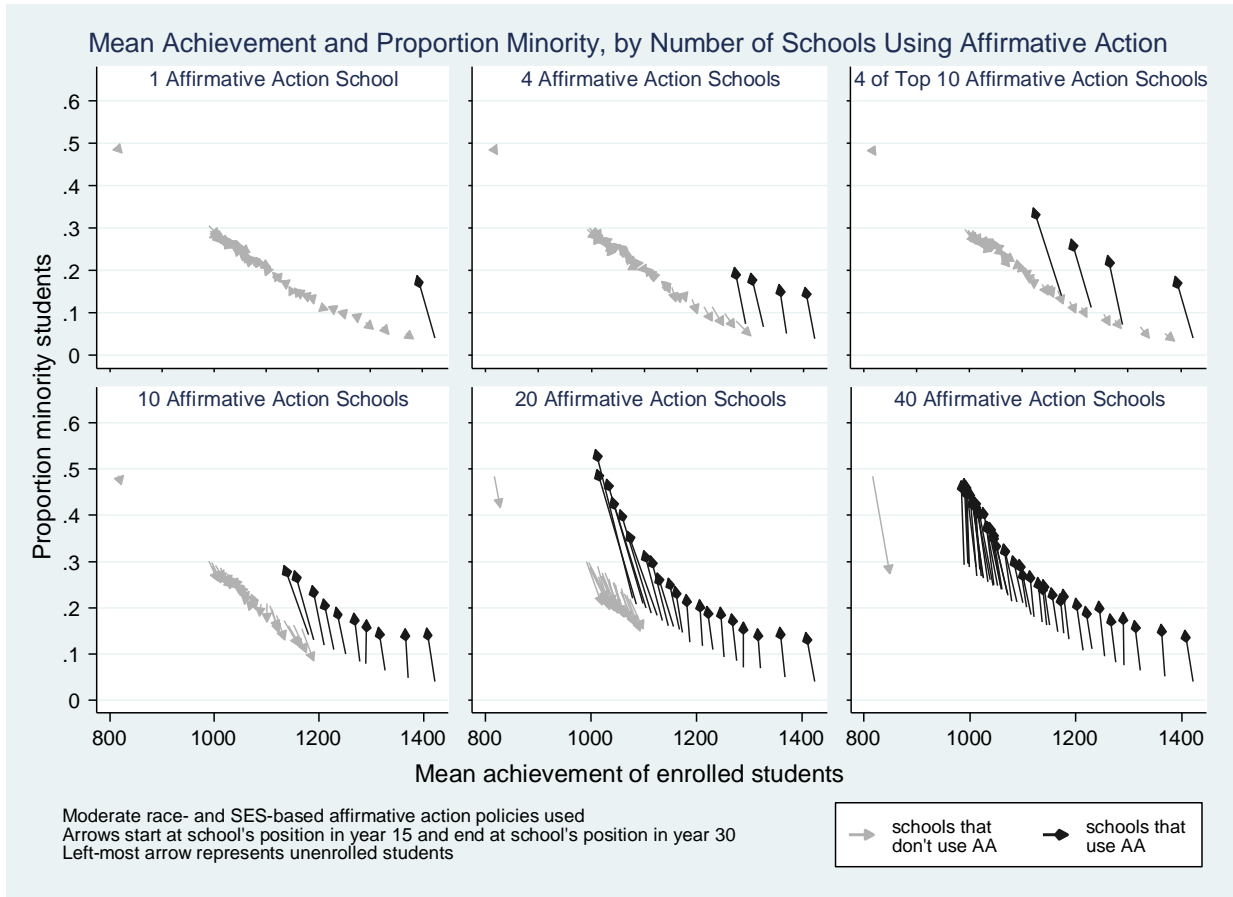 Mean Achievement and Proportion Minority, by Number of Schools Using Affirmative Action
1 Affirmative Action School
4 Affirmative Action Schools
4 of Top 10 Affirmative Action Schools
.6
.5
.4
.3
.2
.1
0
10 Affirmative Action Schools
20 Affirmative Action Schools
40 Affirmative Action Schools
.6
.5
.4
.3
.2
.1
0
Proportion minority students
800 1000 1200 1400
800 1000 1200 1400
800 1000 1200 1400
Mean achievement of enrolled students
Moderate race- and SES-based affirmative action policies used
Arrows start at school's position in year 15 and end at school's position in year 30
Left-most arrow represents unenrolled students
schools that
don't use AA
schools that
use AA